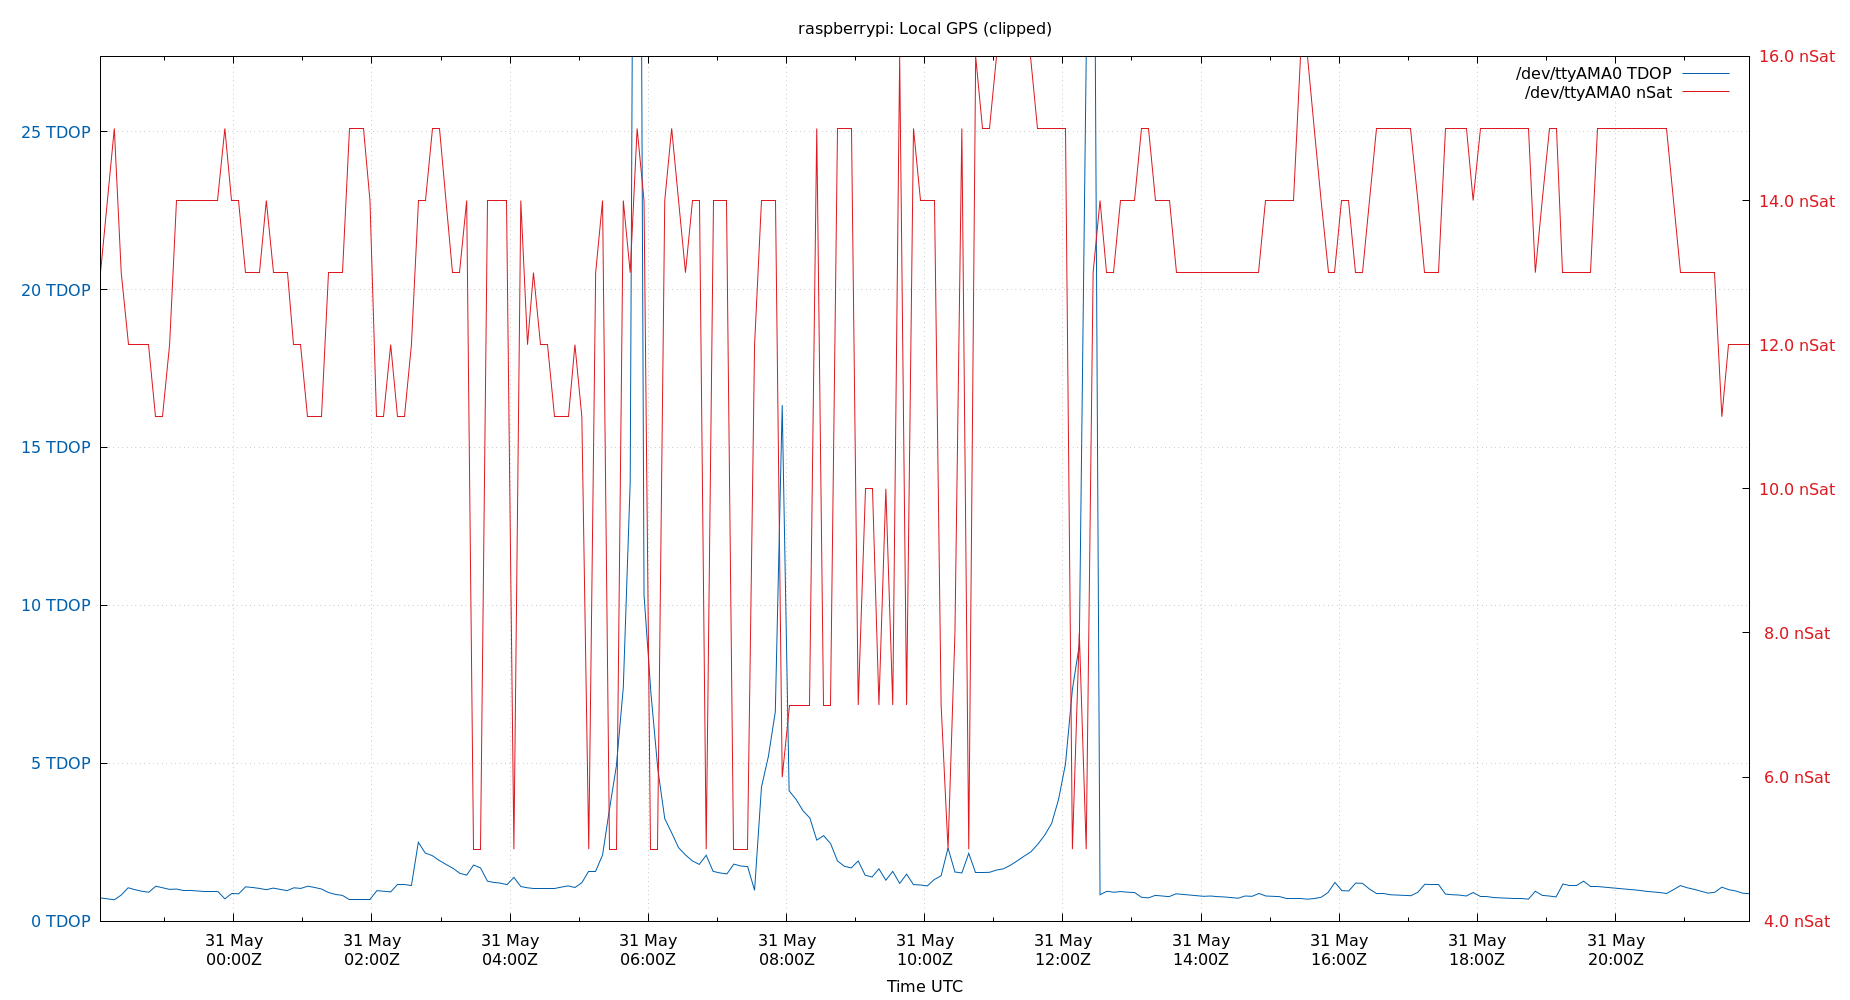 raspberrypi: Local GPS (clipped)
/dev/ttyAMA0 TDOP
/dev/ttyAMA0 nSat
25 TDOP
20 TDOP
15 TDOP
10 TDOP
5 TDOP
0 TDOP
16.0 nSat
14.0 nSat
12.0 nSat
10.0 nSat
8.0 nSat
6.0 nSat
4.0 nSat
31 May
00:00Z
31 May
02:00Z
31 May
04:00Z
31 May
06:00Z
31 May
08:00Z
31 May
10:00Z
31 May
12:00Z
31 May
14:00Z
31 May
16:00Z
31 May
18:00Z
31 May
20:00Z
Time UTC